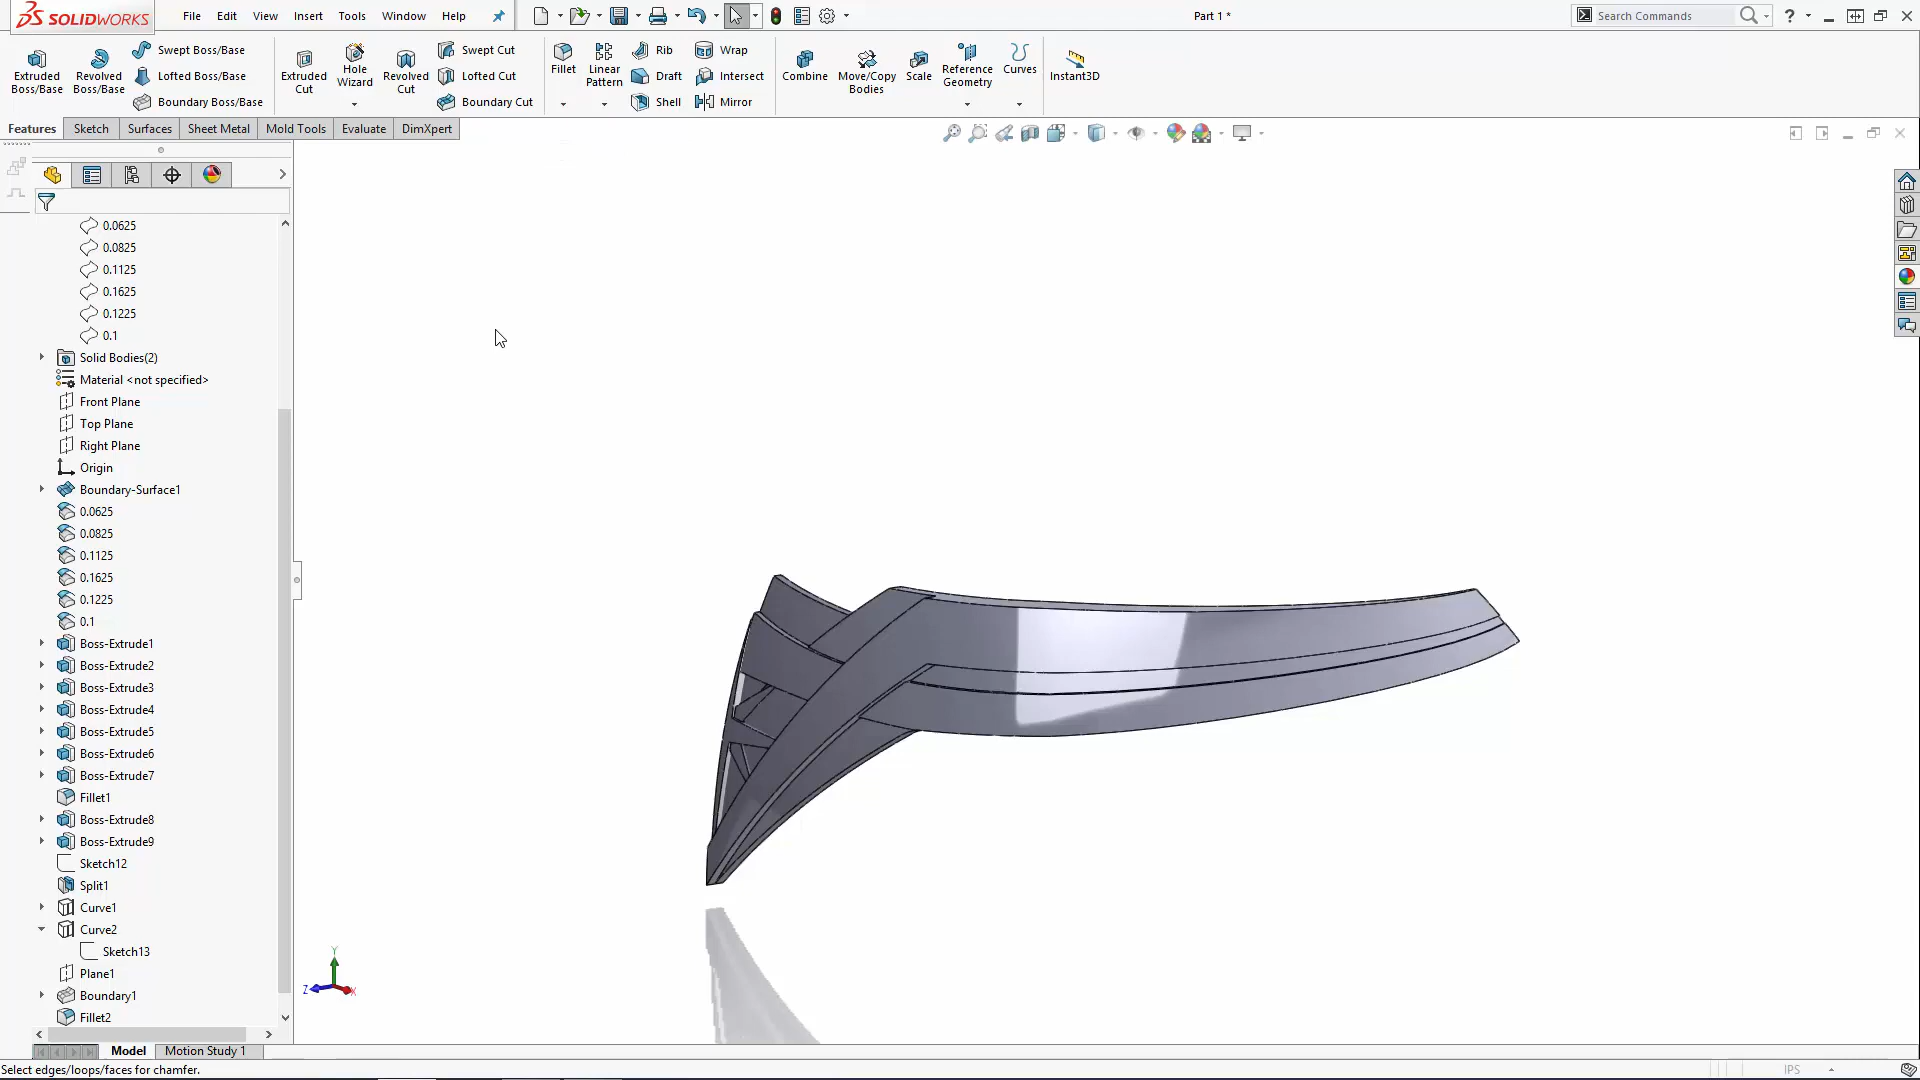 SOLIDWORKS
File Edit View Insert Tools Window Help
Part 1 *
Search Commands
Extruded Boss/Base
Revolved Boss/Base
Swept Boss/Base
Lofted Boss/Base
Boundary Boss/Base
Extruded Cut
Hole Wizard
Revolved Cut
Swept Cut
Lofted Cut
Boundary Cut
Fillet
Linear Pattern
Rib
Draft
Shell
Wrap
Intersect
Mirror
Combine
Move/Copy Bodies
Scale
Reference Geometry
Curves
Instant3D
Features Sketch Surfaces Sheet Metal Mold Tools Evaluate DimXpert
0.0625
0.0825
0.1125
0.1625
0.1225
0.1
Solid Bodies(2)
Material <not specified>
Front Plane
Top Plane
Right Plane
Origin
Boundary-Surface1
0.0625
0.0825
0.1125
0.1625
0.1225
0.1
Boss-Extrude1
Boss-Extrude2
Boss-Extrude3
Boss-Extrude4
Boss-Extrude5
Boss-Extrude6
Boss-Extrude7
Fillet1
Boss-Extrude8
Boss-Extrude9
Sketch12
Split1
Curve1
Curve2
Sketch13
Plane1
Boundary1
Fillet2
Y
Z X
Model Motion Study 1
Select edges/loops/faces for chamfer.
IPS